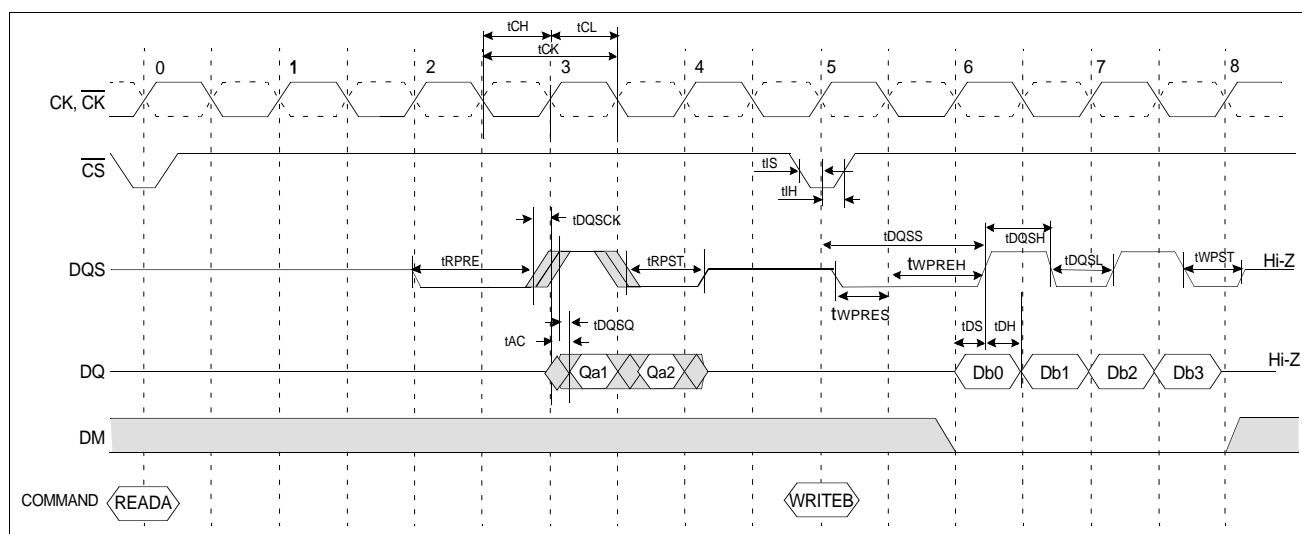 tCH tCL
tCK
0 1 2 3 4 5 6 7 8
CK, CK
CS
tIS
tIH
tDQSCK
tDQSS
tDQSH
tRPRE
tRPST
tWPREH
tDQSL
tWPST
DQS
Hi-Z
tWPRES
tDQSQ
tAC
tDS tDH
DQ
Qa1 Qa2
Db0 Db1 Db2 Db3
Hi-Z
DM
COMMAND READA WRITEB